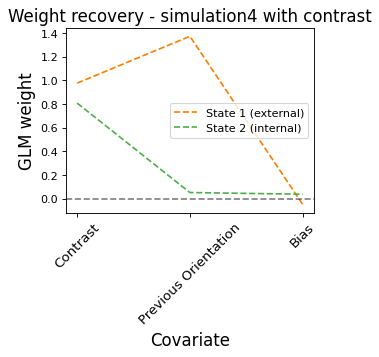 Weight recovery - simulation4 with contrast
GLM weight
1.4
1.2
1.0
0.8
0.6
0.4
0.2
0.0
State 1 (external)
State 2 (internal)
Contrast
Previous Orientation
Bias
Covariate